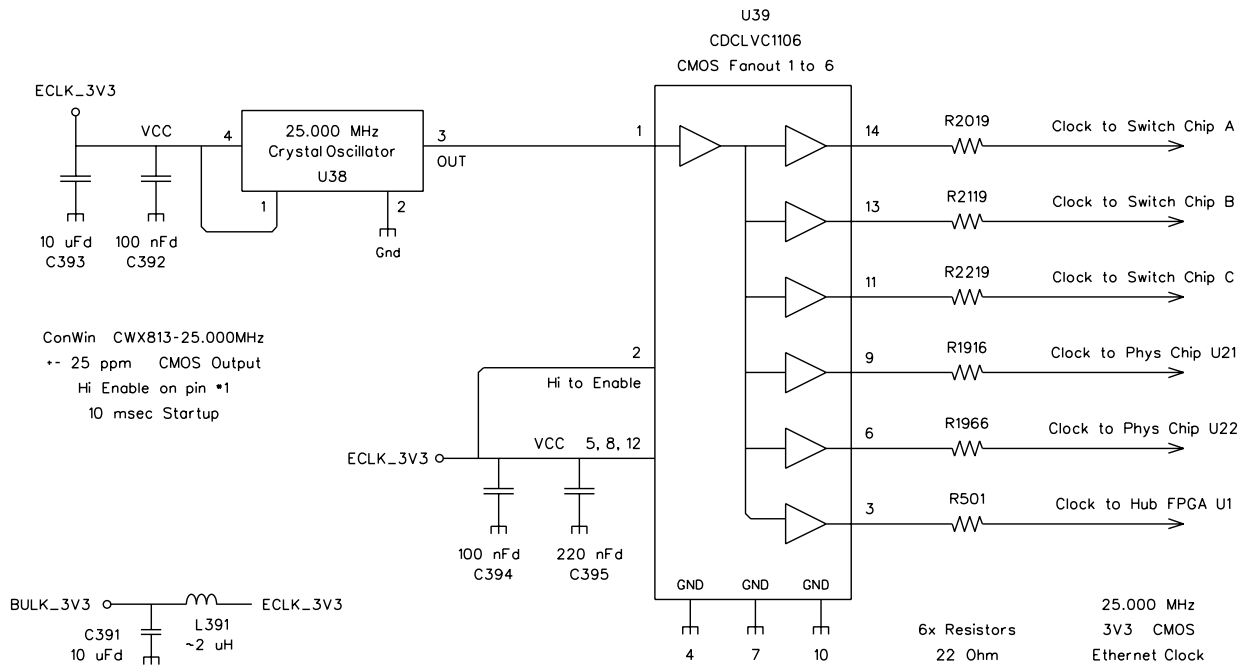 U39
CDCLVC1106
CMOS Fanout 1 to 6
ECLK_3V3
VCC
4
25.000 MHz
Crystal Oscillator
U38
3
OUT
1
2
Gnd
10 uFd
C393
100 nFd
C392
1
14
R2019
Clock to Switch Chip A
13
R2119
Clock to Switch Chip B
11
R2219
Clock to Switch Chip C
9
R1916
Clock to Phys Chip U21
6
R1966
Clock to Phys Chip U22
3
R501
Clock to Hub FPGA U1
ConWin CWX813-25.000MHz
+- 25 ppm CMOS Output
Hi Enable on pin #1
10 msec Startup
2
Hi to Enable
ECLK_3V3
VCC 5, 8, 12
100 nFd
C394
220 nFd
C395
BULK_3V3
ECLK_3V3
C391
10 uFd
L391
~2 uH
GND
GND
GND
4
7
10
6x Resistors
22 Ohm
25.000 MHz
3V3 CMOS
Ethernet Clock